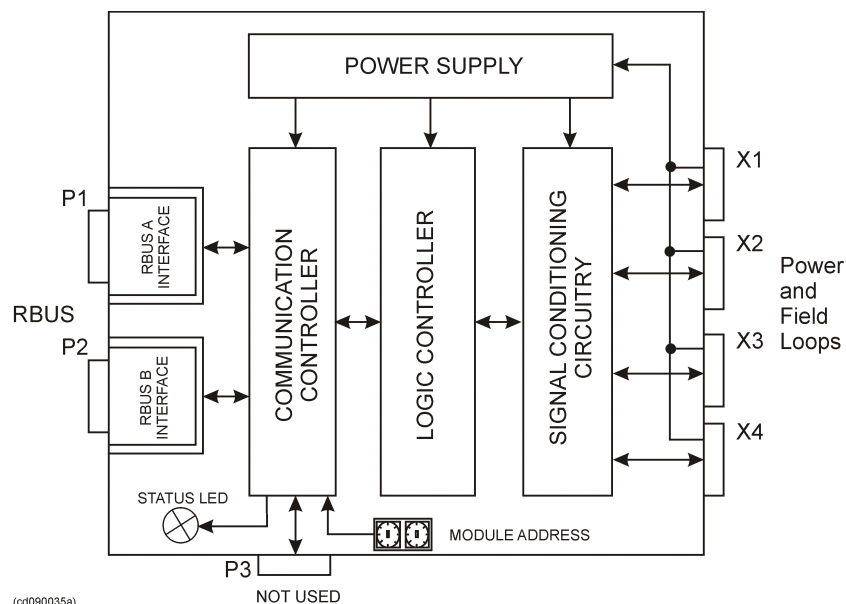 POWER SUPPLY
X1
P1
RBUS A
INTERFACE
COMMUNICATION
CONTROLLER
LOGIC CONTROLLER
SIGNAL CONDITIONING
CIRCUITRY
X2
Power
and
Field
Loops
RBUS
P2
RBUS B
INTERFACE
X3
X4
STATUS LED
MODULE ADDRESS
P3
NOT USED
(cd090035a)